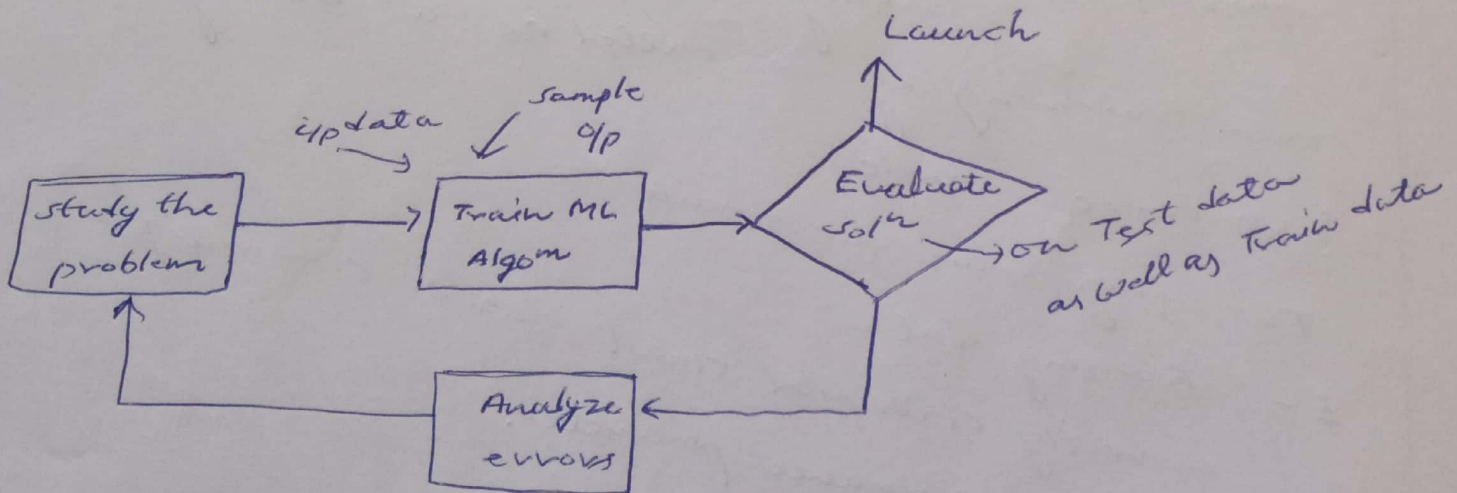 Launch
i/p data
sample
o/p
study the
problem
Train ML
Algoᵐ
Evaluate
solⁿ
on Test data
as well as Train data
Analyze
errors